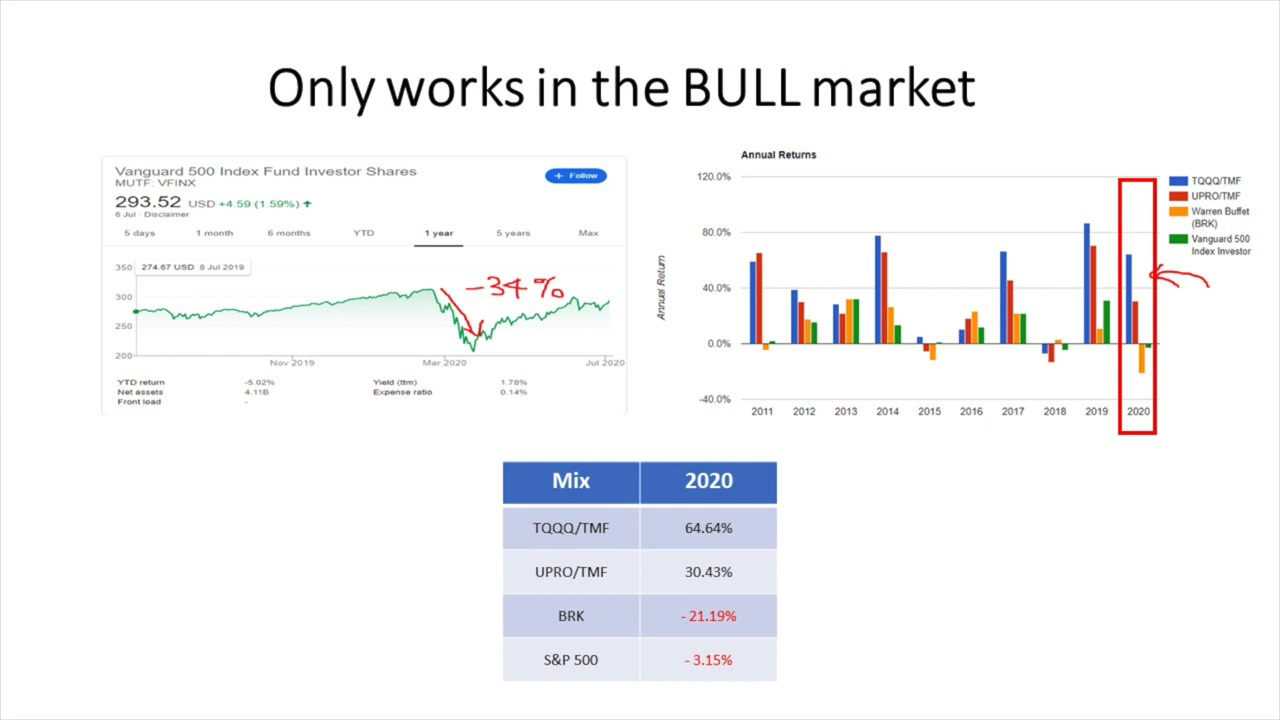 Only works in the BULL market
Vanguard 500 Index Fund Investor Shares
MUTF: VFINX
+ Follow
293.52 USD +4.59 (1.59%) ↑
6 Jul · Disclaimer
5 days 1 month 6 months YTD 1 year 5 years Max
274.67 USD 8 Jul 2019
350
300
250
200
-34%
Nov 2019 Mar 2020 Jul 2020
YTD return -5.02% Yield (ttm) 1.78%
Net assets 4.11B Expense ratio 0.14%
Front load -
Annual Returns
120.0%
80.0%
40.0%
0.0%
-40.0%
Annual Return
2011 2012 2013 2014 2015 2016 2017 2018 2019 2020
TQQQ/TMF
UPRO/TMF
Warren Buffet
(BRK)
Vanguard 500
Index Investor
Mix 2020
TQQQ/TMF 64.64%
UPRO/TMF 30.43%
BRK - 21.19%
S&P 500 - 3.15%